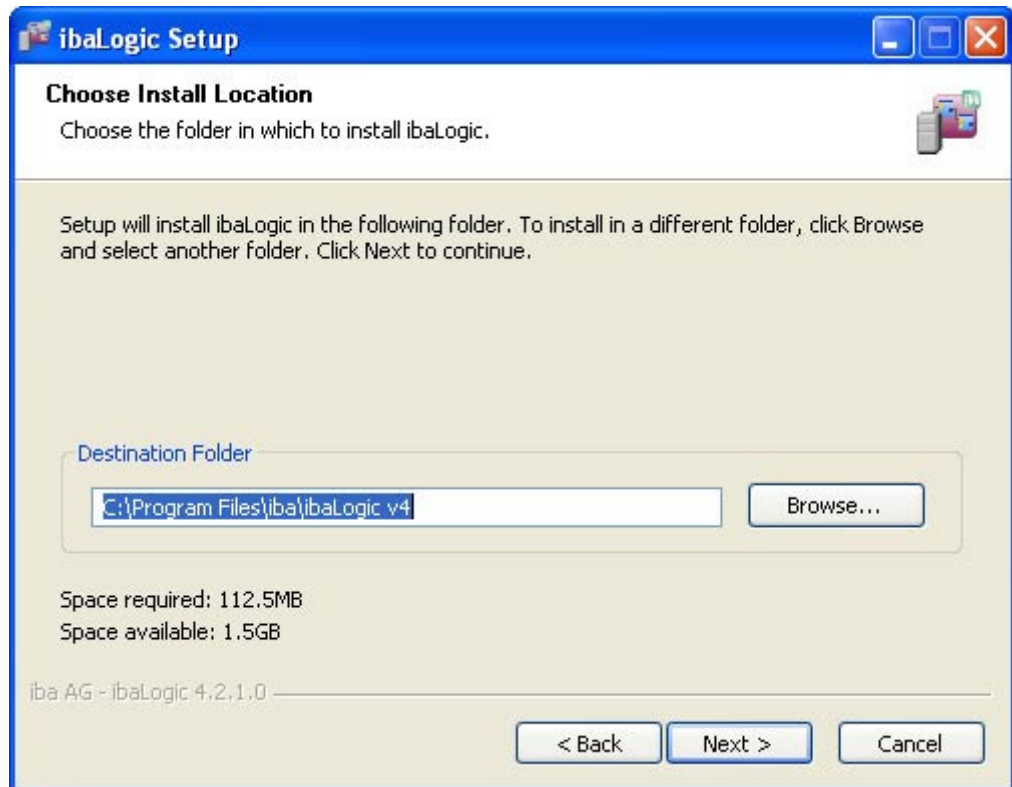 ibaLogic Setup
Choose Install Location
Choose the folder in which to install ibaLogic.
Setup will install ibaLogic in the following folder. To install in a different folder, click Browse
and select another folder. Click Next to continue.
Destination Folder
C:\Program Files\iba\ibaLogic v4
Browse...
Space required: 112.5MB
Space available: 1.5GB
iba AG - ibaLogic 4.2.1.0
< Back
Next >
Cancel